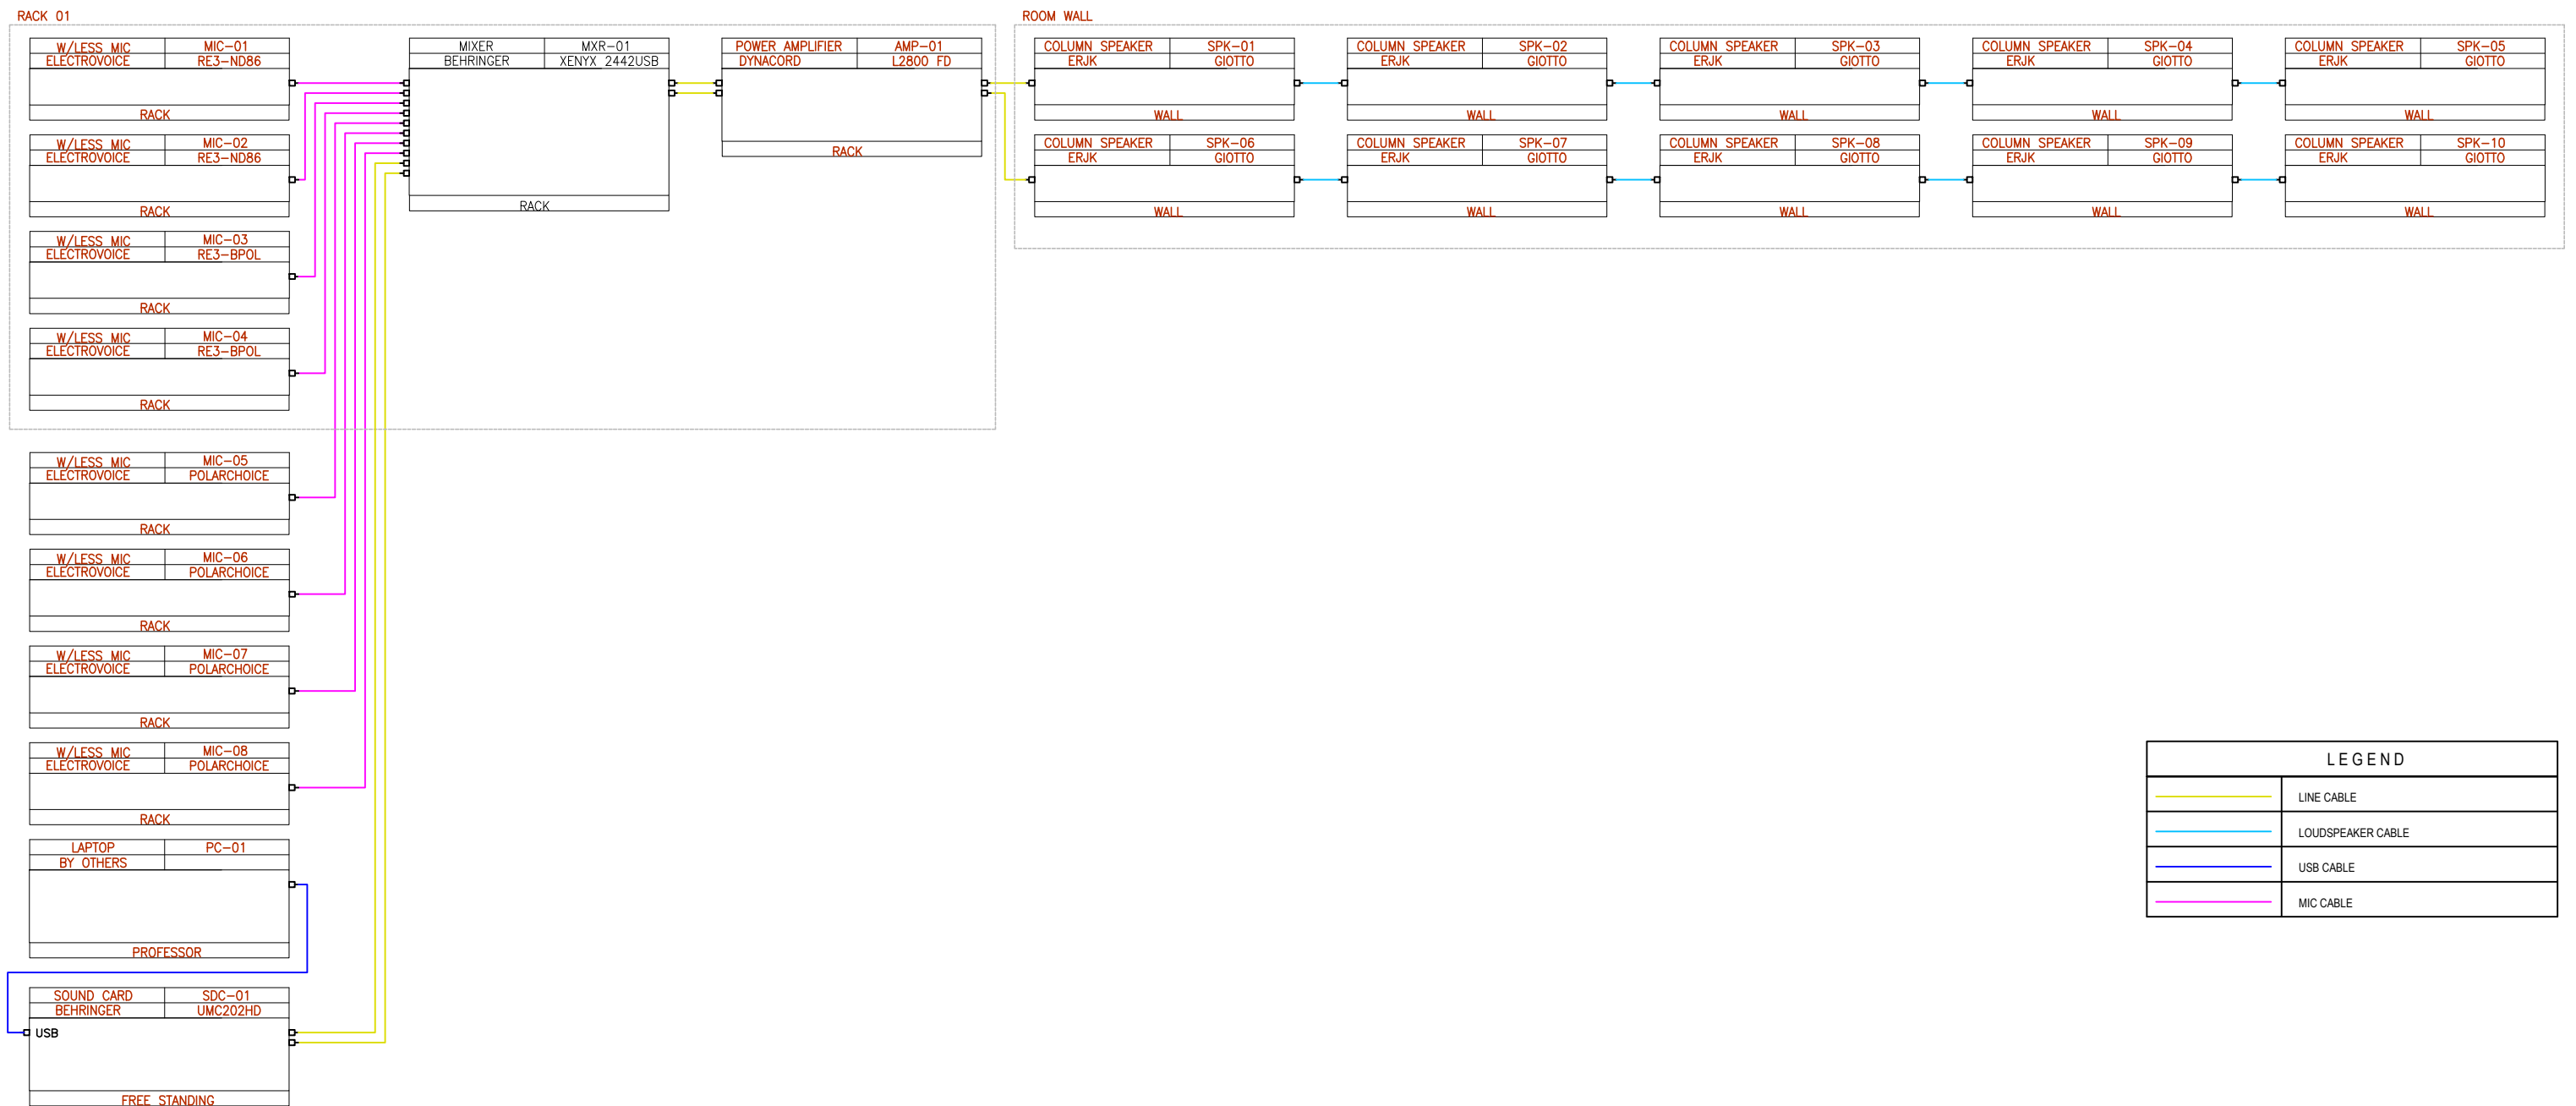 RACK 01
W/LESS MIC MIC-01
ELECTROVOICE RE3-ND86
RACK
W/LESS MIC MIC-02
ELECTROVOICE RE3-ND86
RACK
W/LESS MIC MIC-03
ELECTROVOICE RE3-BPOL
RACK
W/LESS MIC MIC-04
ELECTROVOICE RE3-BPOL
RACK
MIXER MXR-01
BEHRINGER XENYX 2442USB
RACK
POWER AMPLIFIER AMP-01
DYNACORD L2800 FD
RACK
ROOM WALL
COLUMN SPEAKER SPK-01
ERJK GIOTTO
WALL
COLUMN SPEAKER SPK-02
ERJK GIOTTO
WALL
COLUMN SPEAKER SPK-03
ERJK GIOTTO
WALL
COLUMN SPEAKER SPK-04
ERJK GIOTTO
WALL
COLUMN SPEAKER SPK-05
ERJK GIOTTO
WALL
COLUMN SPEAKER SPK-06
ERJK GIOTTO
WALL
COLUMN SPEAKER SPK-07
ERJK GIOTTO
WALL
COLUMN SPEAKER SPK-08
ERJK GIOTTO
WALL
COLUMN SPEAKER SPK-09
ERJK GIOTTO
WALL
COLUMN SPEAKER SPK-10
ERJK GIOTTO
WALL
W/LESS MIC MIC-05
ELECTROVOICE POLARCHOICE
RACK
W/LESS MIC MIC-06
ELECTROVOICE POLARCHOICE
RACK
W/LESS MIC MIC-07
ELECTROVOICE POLARCHOICE
RACK
W/LESS MIC MIC-08
ELECTROVOICE POLARCHOICE
RACK
LAPTOP PC-01
BY OTHERS
PROFESSOR
SOUND CARD SDC-01
BEHRINGER UMC202HD
USB
FREE STANDING
LEGEND
LINE CABLE
LOUDSPEAKER CABLE
USB CABLE
MIC CABLE